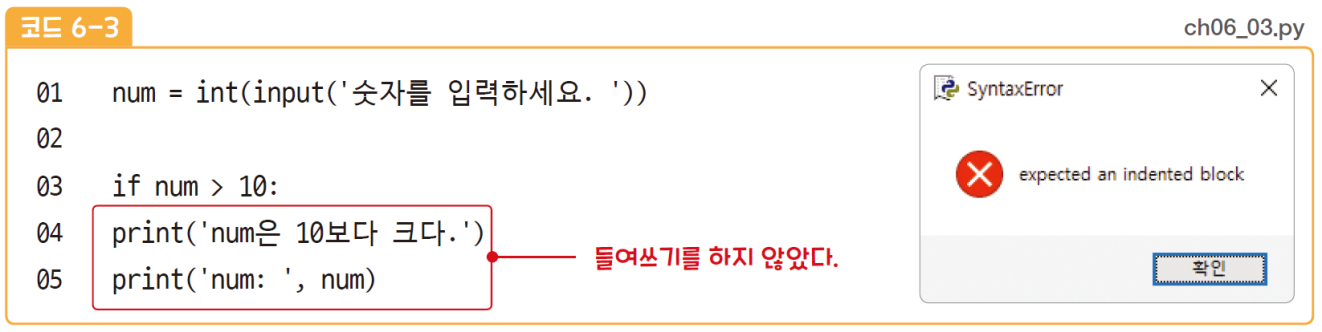 코드 6-3
ch06_03.py
01 num = int(input('숫자를 입력하세요. '))
02
03 if num > 10:
04 print('num은 10보다 크다.')
05 print('num: ', num)
들여쓰기를 하지 않았다.
SyntaxError
expected an indented block
확인